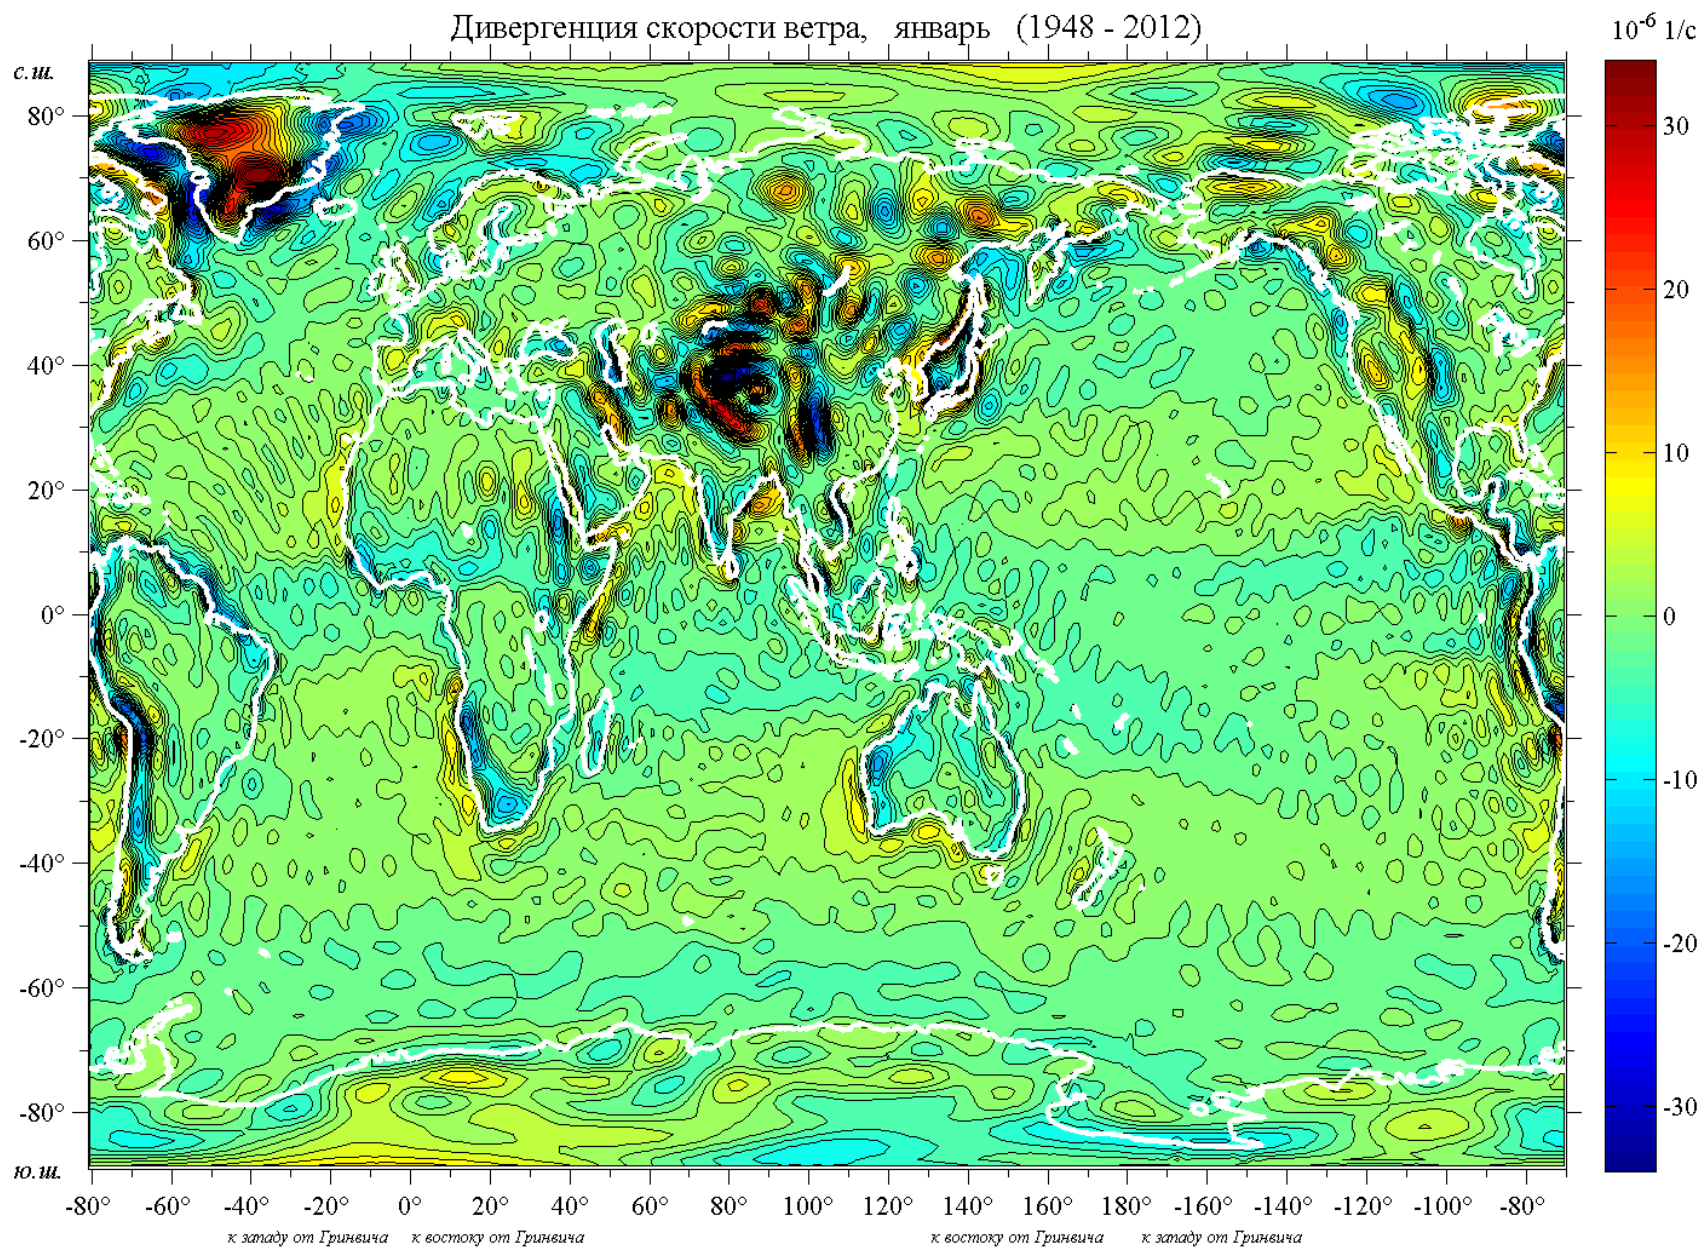 Дивергенция скорости ветра, январь (1948 - 2012)
10⁻⁶ 1/с
с.ш.
80°
60°
40°
20°
0°
-20°
-40°
-60°
-80°
ю.ш.
30
20
10
0
-10
-20
-30
-80° -60° -40° -20° 0° 20° 40° 60° 80° 100° 120° 140° 160° 180° -160° -140° -120° -100° -80°
к западу от Гринвича к востоку от Гринвича к востоку от Гринвича к западу от Гринвича